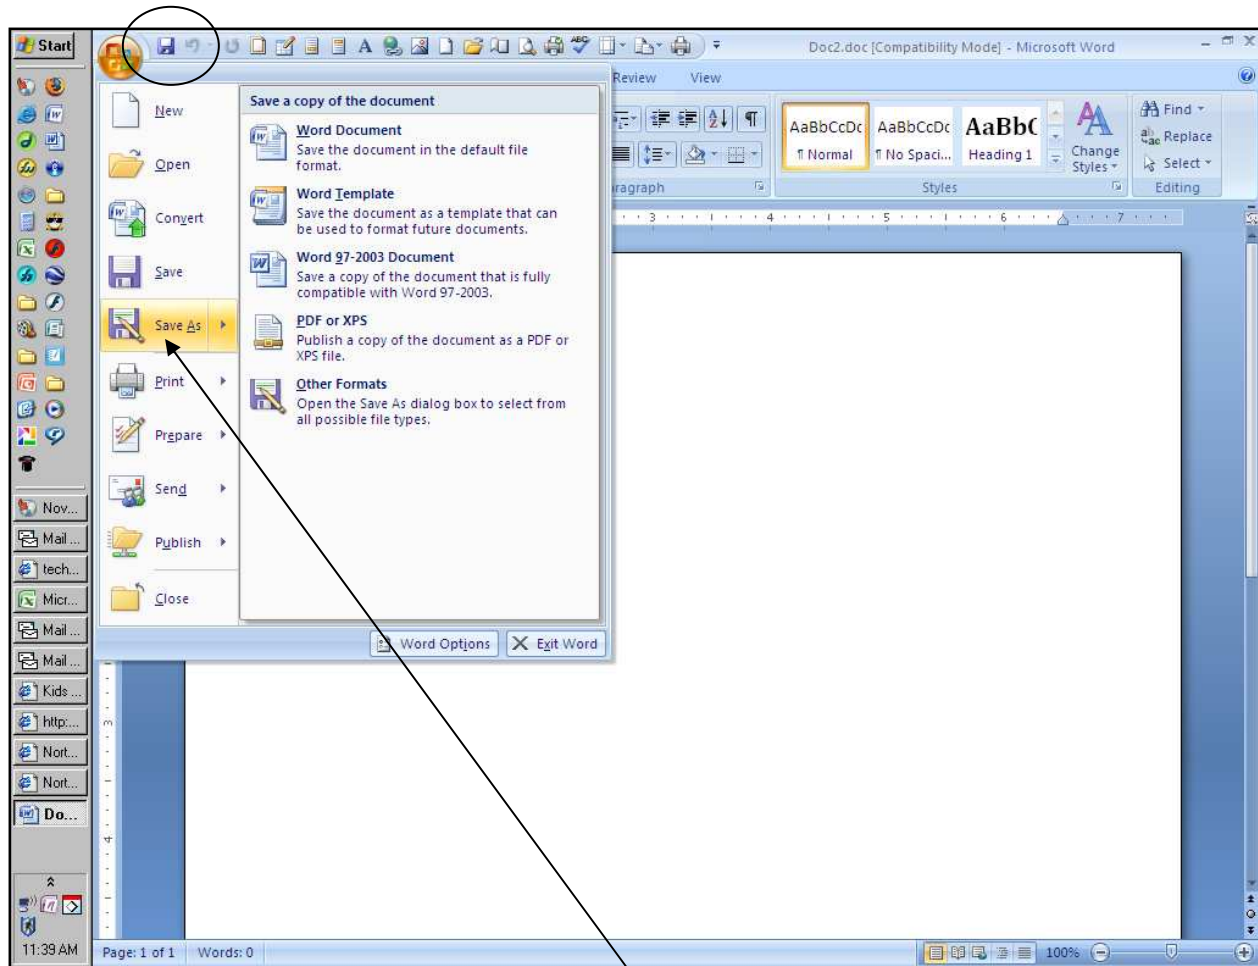 Start
Doc2.doc [Compatibility Mode] - Microsoft Word
Review View
New
Open
Convert
Save
Save As
Print
Prepare
Send
Publish
Close
Save a copy of the document
Word Document
Save the document in the default file
format.
Word Template
Save the document as a template that can
be used to format future documents.
Word 97-2003 Document
Save a copy of the document that is fully
compatible with Word 97-2003.
PDF or XPS
Publish a copy of the document as a PDF or
XPS file.
Other Formats
Open the Save As dialog box to select from
all possible file types.
Word Options Exit Word
AaBbCcDc AaBbCcDc AaBbC
¶ Normal ¶ No Spaci... Heading 1
Change
Styles
Find
Replace
Select
Styles Editing
3 4 5 6 7
Nov...
Mail ...
tech...
Micr...
Mail ...
Mail ...
Kids ...
http:...
Nort...
Nort...
Do...
3
4
11:39 AM
Page: 1 of 1 Words: 0
100%